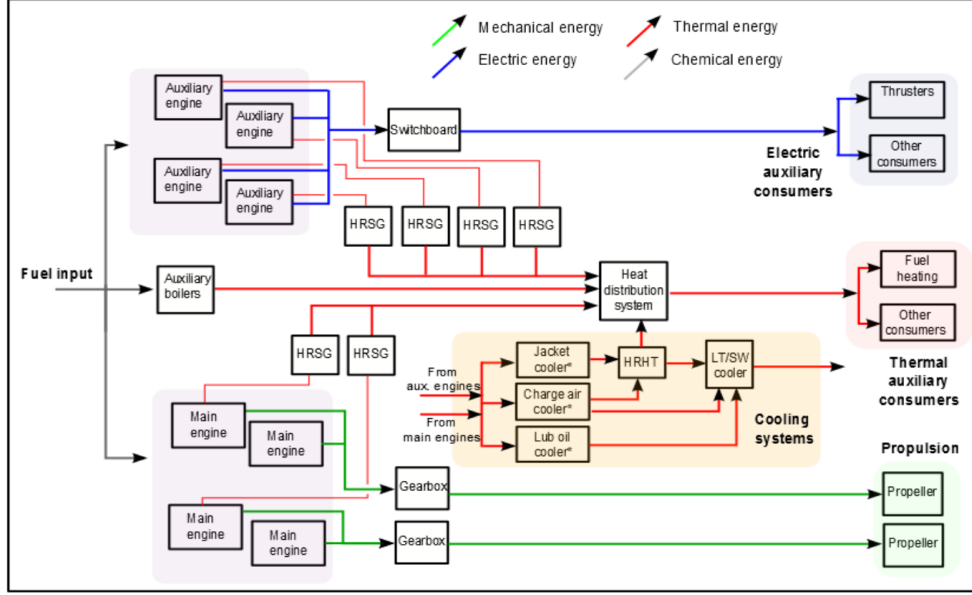 Mechanical energy
Thermal energy
Electric energy
Chemical energy
Auxiliary
engine
Auxiliary
engine
Auxiliary
engine
Auxiliary
engine
Switchboard
Thrusters
Other
consumers
Electric
auxiliary
consumers
HRSG
HRSG
HRSG
HRSG
Fuel input
Auxiliary
boilers
Heat
distribution
system
Fuel
heating
Other
consumers
Thermal
auxiliary
consumers
HRSG
HRSG
From
aux. engines
From
main engines
Jacket
cooler*
Charge air
cooler*
Lub oil
cooler*
HRHT
LT/SW
cooler
Cooling
systems
Main
engine
Main
engine
Main
engine
Main
engine
Gearbox
Gearbox
Propulsion
Propeller
Propeller